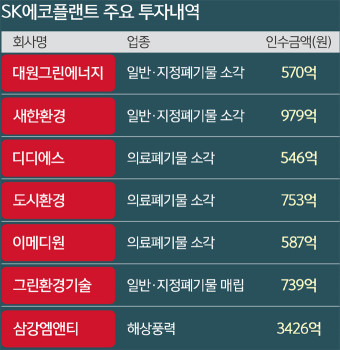 SK에코플랜트 주요 투자내역
회사명 업종 인수금액(원)
대원그린에너지 일반·지정폐기물 소각 570억
새한환경 일반·지정폐기물 소각 979억
디디에스 의료폐기물 소각 546억
도시환경 의료폐기물 소각 753억
이메디원 의료폐기물 소각 587억
그린환경기술 일반·지정폐기물 매립 739억
삼강엠앤티 해상풍력 3426억